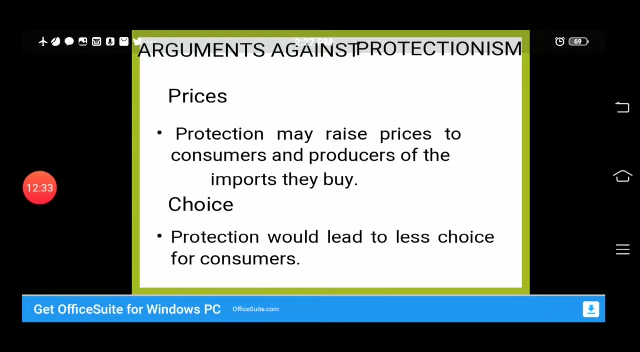 ARGUMENTS AGAINST PROTECTIONISM
69
Prices
• Protection may raise prices to
consumers and producers of the
imports they buy.
12:33
Choice
• Protection would lead to less choice
for consumers.
Get OfficeSuite for Windows PC OfficeSuite.com